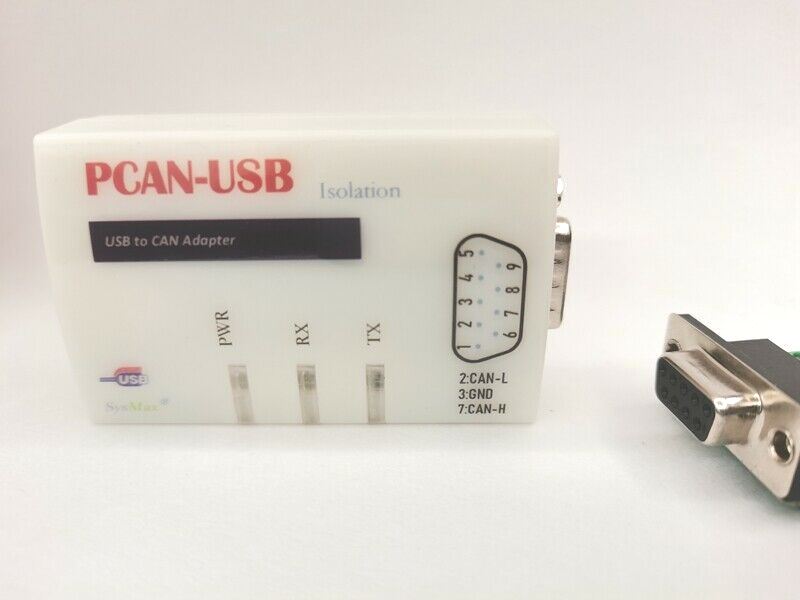 PCAN-USB Isolation
USB to CAN Adapter
PWR RX TX
1 2 3 4 5
6 7 8 9
2:CAN-L
3:GND
7:CAN-H
USB
SysMax®